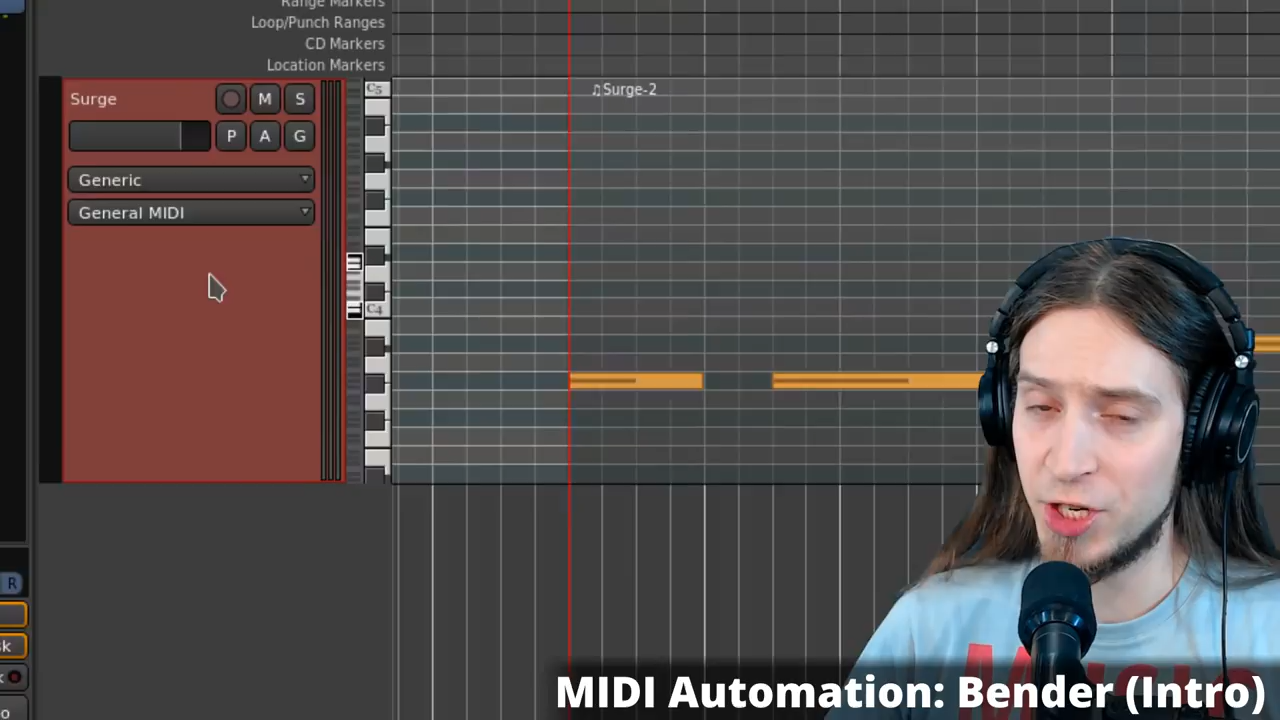 Range Markers
Loop/Punch Ranges
CD Markers
Location Markers
Surge
M
S
P
A
G
Generic
General MIDI
C5
C4
♫Surge-2
R
sk
MIDI Automation: Bender (Intro)